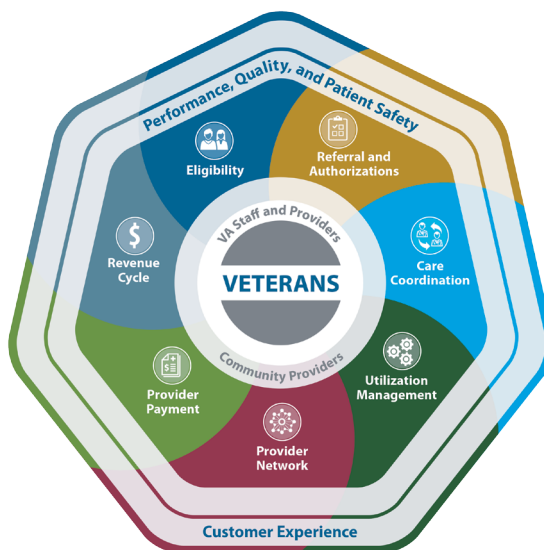 Performance, Quality, and Patient Safety
Eligibility
Referral and
Authorizations
Care
Coordination
Utilization
Management
Provider
Network
Provider
Payment
Revenue
Cycle
$
VA Staff and Providers
VETERANS
Community Providers
Customer Experience